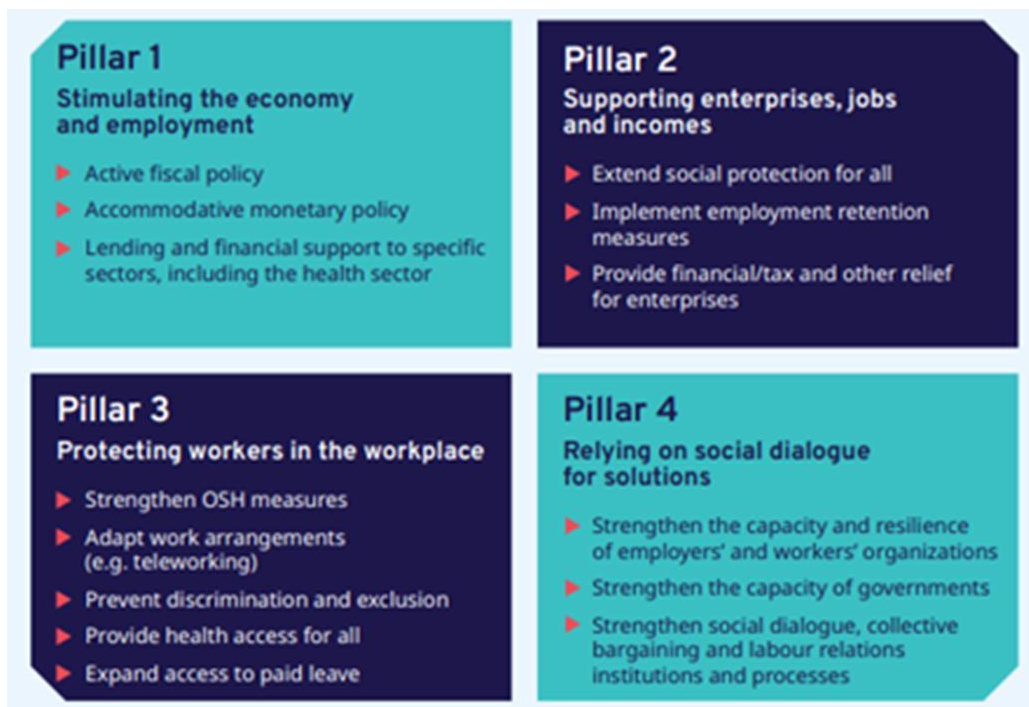 Pillar 1
Stimulating the economy
and employment
Active fiscal policy
Accommodative monetary policy
Lending and financial support to specific
sectors, including the health sector
Pillar 2
Supporting enterprises, jobs
and incomes
Extend social protection for all
Implement employment retention
measures
Provide financial/tax and other relief
for enterprises
Pillar 3
Protecting workers in the workplace
Strengthen OSH measures
Adapt work arrangements
(e.g. teleworking)
Prevent discrimination and exclusion
Provide health access for all
Expand access to paid leave
Pillar 4
Relying on social dialogue
for solutions
Strengthen the capacity and resilience
of employers’ and workers’ organizations
Strengthen the capacity of governments
Strengthen social dialogue, collective
bargaining and labour relations
institutions and processes